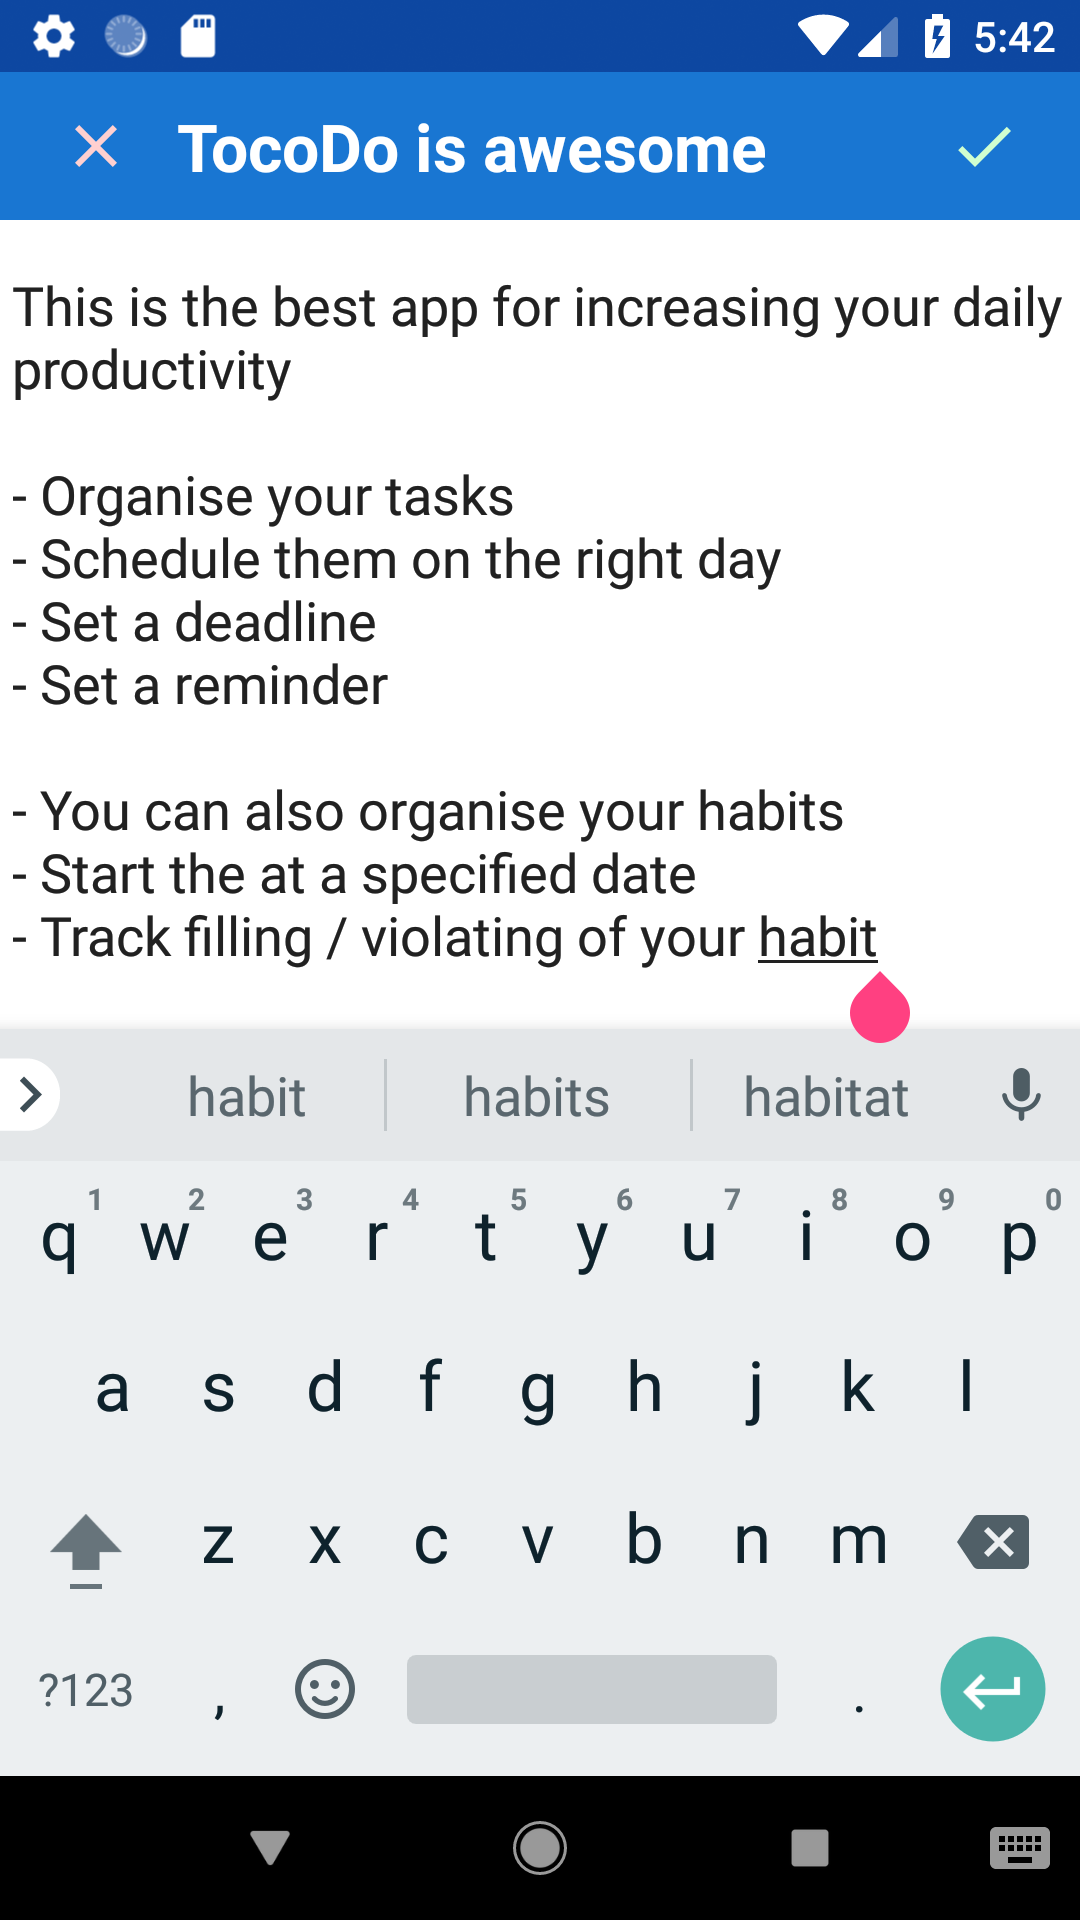 5:42
TocoDo is awesome
This is the best app for increasing your daily
productivity
- Organise your tasks
- Schedule them on the right day
- Set a deadline
- Set a reminder
- You can also organise your habits
- Start the at a specified date
- Track filling / violating of your habit
habit habits habitat
1 2 3 4 5 6 7 8 9 0
q w e r t y u i o p
a s d f g h j k l
z x c v b n m
?123 , .